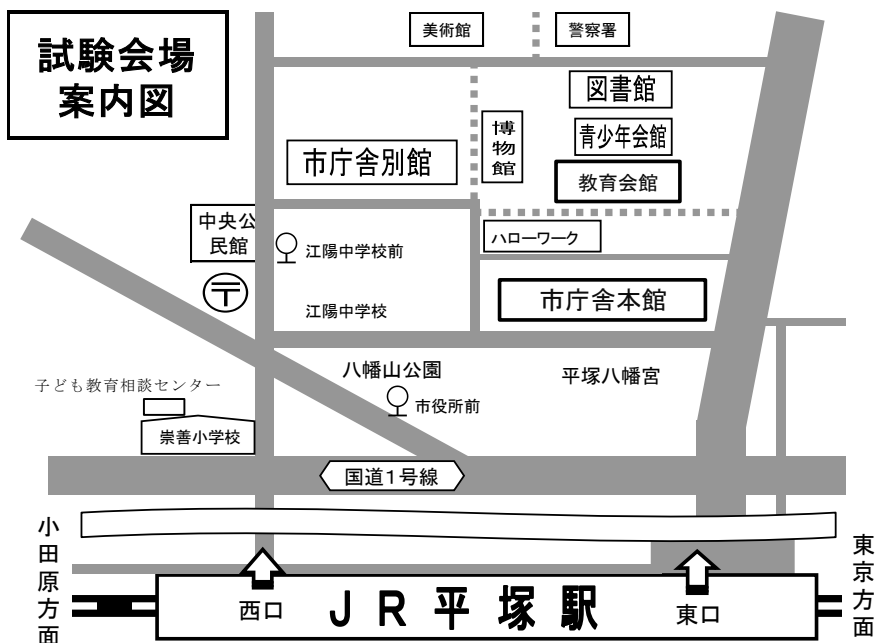 試験会場
案内図
美術館
警察署
図書館
青少年会館
教育会館
博物館
市庁舎別館
中央公
民館
江陽中学校前
ハローワーク
〒
江陽中学校
市庁舎本館
八幡山公園
平塚八幡宮
子ども教育相談センター
市役所前
崇善小学校
国道1号線
小田原方面
東京方面
西口
JR平塚駅
東口